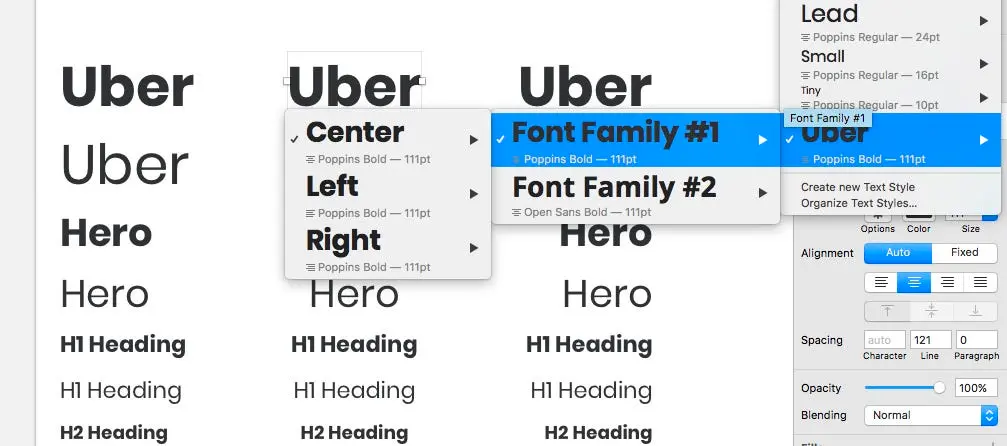 Lead
Poppins Regular — 24pt
Small
Poppins Regular — 16pt
Tiny
Poppins Regular — 10pt
Font Family #1
Uber
Poppins Bold — 111pt
Create new Text Style
Organize Text Styles...
Uber Uber Uber
Center
Poppins Bold — 111pt
Left
Poppins Bold — 111pt
Right
Poppins Bold — 111pt
Font Family #1
Poppins Bold — 111pt
Font Family #2
Open Sans Bold — 111pt
Uber
Hero Hero
Hero Hero Hero
H1 Heading H1 Heading H1 Heading
H1 Heading H1 Heading H1 Heading
H2 Heading H2 Heading H2 Heading
Options Color Size
Alignment Auto Fixed
Spacing auto 121 0
Character Line Paragraph
Opacity 100%
Blending Normal